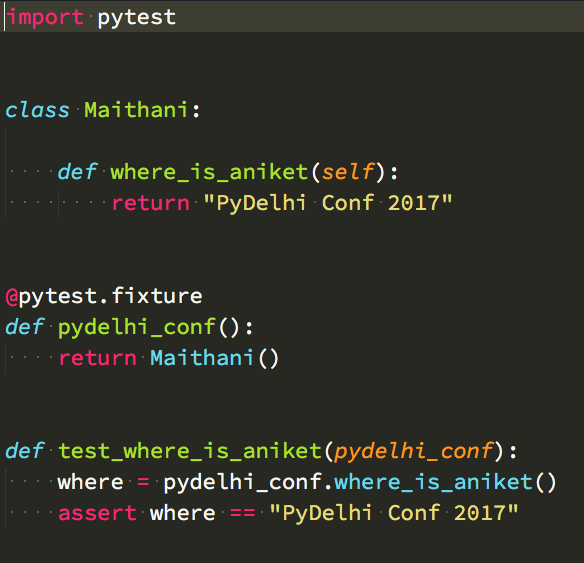 import pytest
class Maithani:
    def where_is_aniket(self):
        return "PyDelhi Conf 2017"
@pytest.fixture
def pydelhi_conf():
    return Maithani()
def test_where_is_aniket(pydelhi_conf):
    where = pydelhi_conf.where_is_aniket()
    assert where == "PyDelhi Conf 2017"